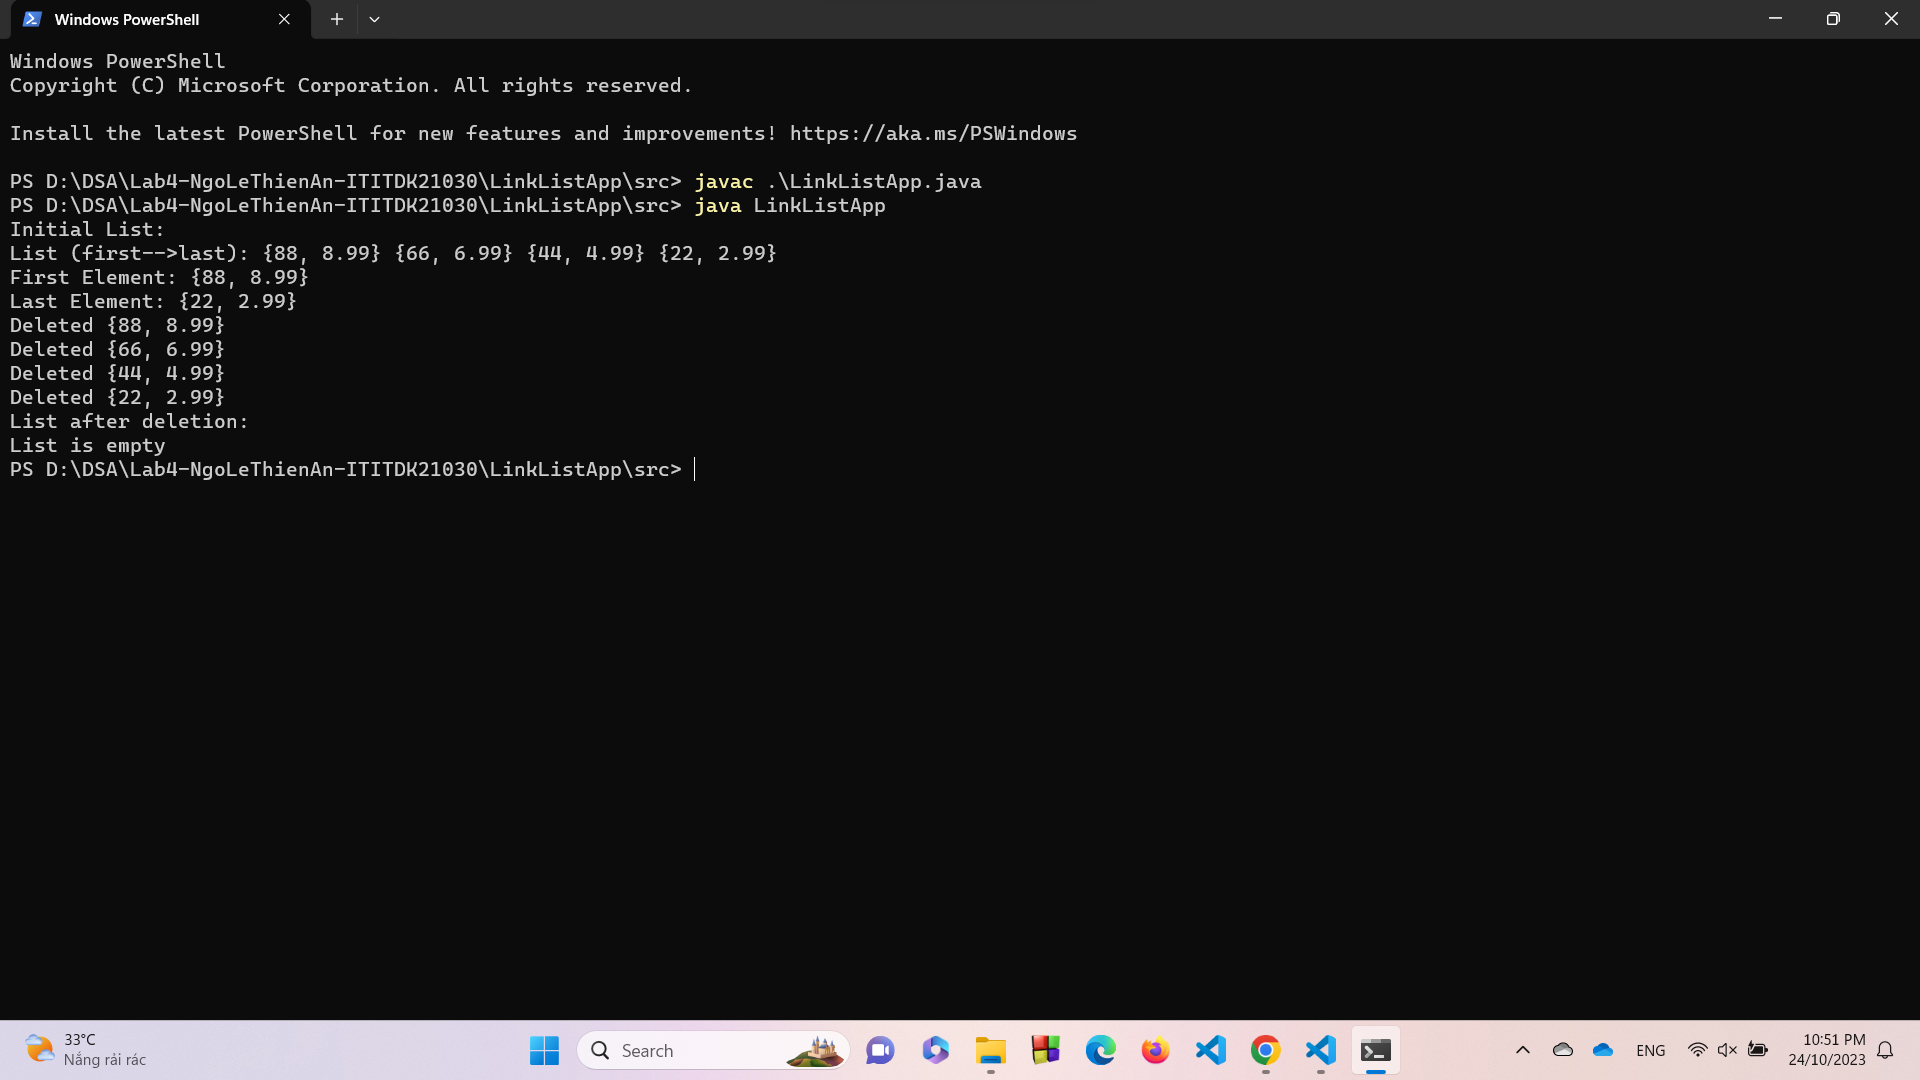 Windows PowerShell
Windows PowerShell
Copyright (C) Microsoft Corporation. All rights reserved.
Install the latest PowerShell for new features and improvements! https://aka.ms/PSWindows
PS D:\DSA\Lab4-NgoLeThienAn-ITITDK21030\LinkListApp\src> javac .\LinkListApp.java
PS D:\DSA\Lab4-NgoLeThienAn-ITITDK21030\LinkListApp\src> java LinkListApp
Initial List:
List (first-->last): {88, 8.99} {66, 6.99} {44, 4.99} {22, 2.99}
First Element: {88, 8.99}
Last Element: {22, 2.99}
Deleted {88, 8.99}
Deleted {66, 6.99}
Deleted {44, 4.99}
Deleted {22, 2.99}
List after deletion:
List is empty
PS D:\DSA\Lab4-NgoLeThienAn-ITITDK21030\LinkListApp\src>
33°C
Nắng rải rác
Search
ENG
10:51 PM
24/10/2023